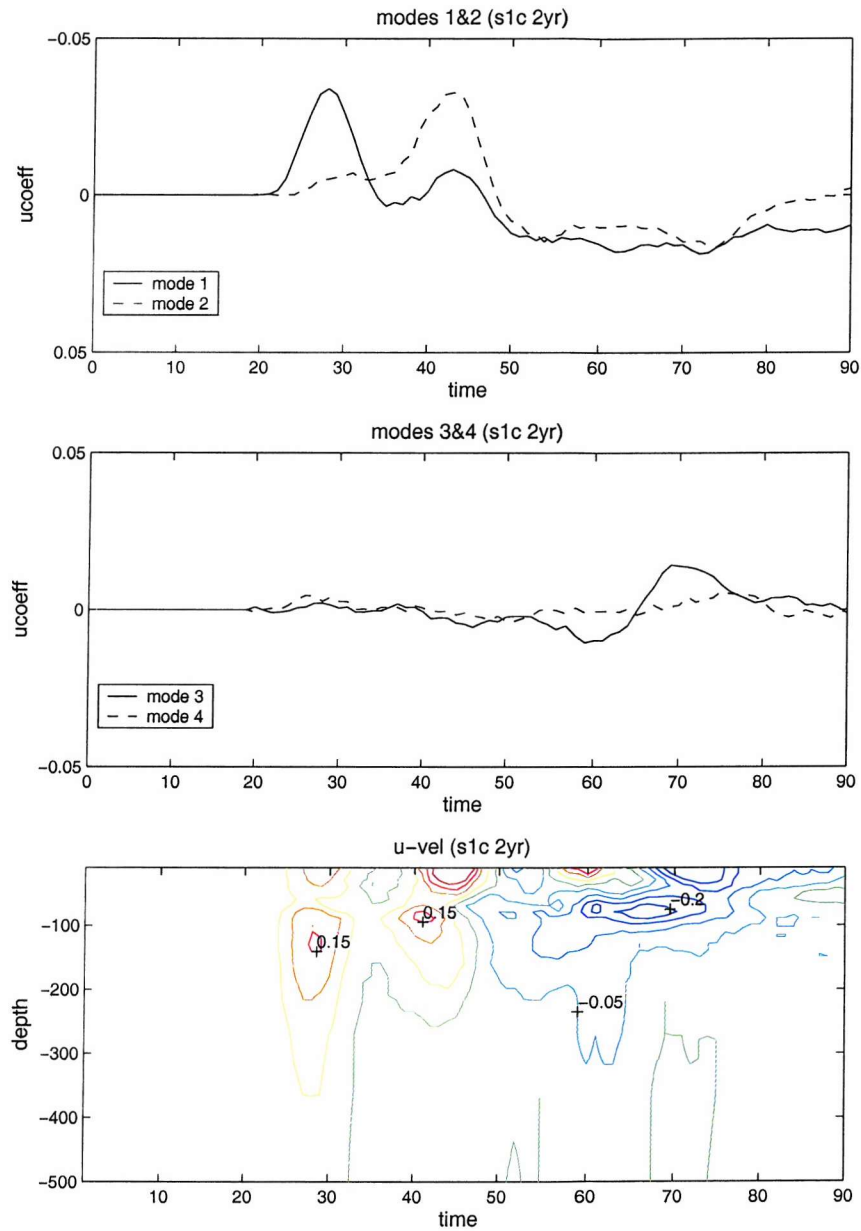 modes 1&2 (s1c 2yr)
-0.05
0
0.05
ucoeff
mode 1
mode 2
0 10 20 30 40 50 60 70 80 90
time
modes 3&4 (s1c 2yr)
0.05
0
-0.05
ucoeff
mode 3
mode 4
0 10 20 30 40 50 60 70 80 90
time
u-vel (s1c 2yr)
-100
-200
-300
-400
-500
depth
0.15
0.15
-0.2
-0.05
10 20 30 40 50 60 70 80 90
time